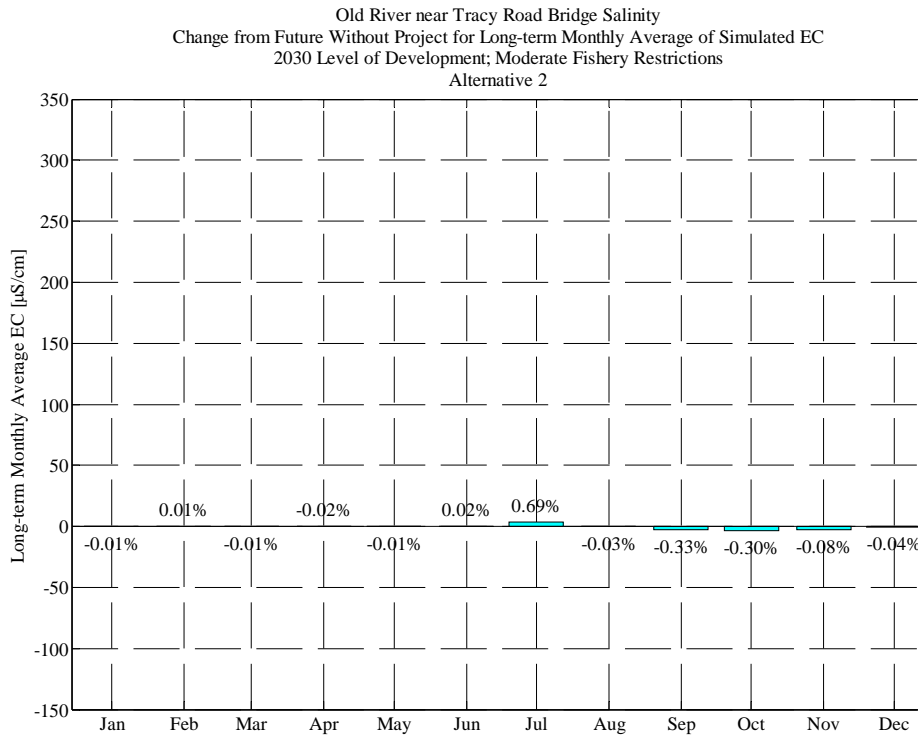 Old River near Tracy Road Bridge Salinity
Change from Future Without Project for Long-term Monthly Average of Simulated EC
2030 Level of Development; Moderate Fishery Restrictions
Alternative 2
Long-term Monthly Average EC [µS/cm]
350
300
250
200
150
100
50
0
-50
-100
-150
0.01% -0.02% 0.02% 0.69%
-0.01% -0.01% -0.01% -0.03% -0.33% -0.30% -0.08% -0.04%
Jan Feb Mar Apr May Jun Jul Aug Sep Oct Nov Dec